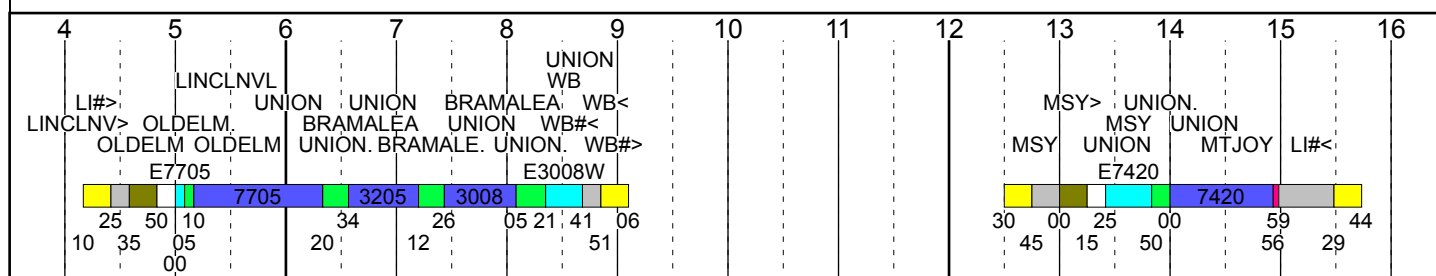 4 5 6 7 8 9 10 11 12 13 14 15 16
UNION
LINCLNVL WB
LI#> UNION UNION BRAMALEA WB< MSY> UNION.
LINCLNV> OLDELM. BRAMALEA UNION WB#< MSY UNION
OLDELM OLDELM UNION. BRAMALE. UNION. WB#> MSY UNION MTJOY LI#<
E7705 E3008W E7420
7705 3205 3008 7420
25 50 10 34 26 05 21 41 06 30 00 25 00 59 44
10 35 05 20 12 51 45 15 50 56 29
00